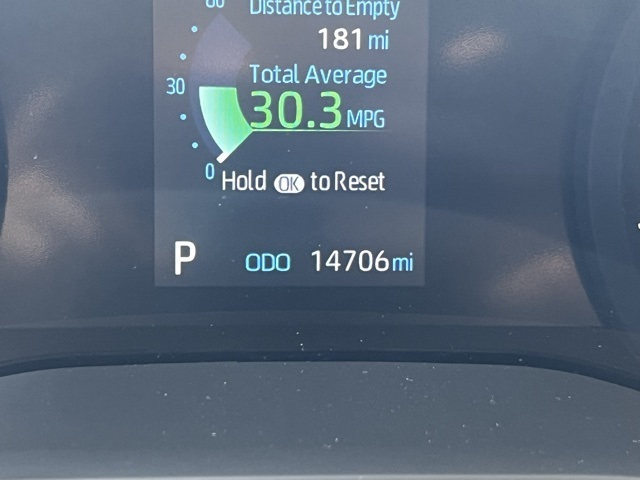 60
Distance to Empty
181 mi
Total Average
30
30.3 MPG
0
Hold OK to Reset
P ODO 14706 mi